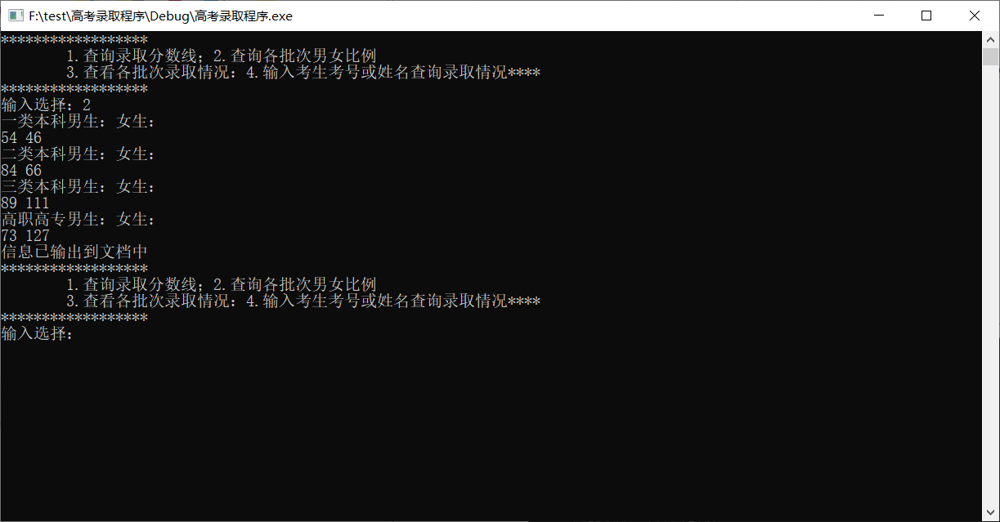 F:\test\高考录取程序\Debug\高考录取程序.exe
******************
        1.查询录取分数线；2.查询各批次男女比例
        3.查看各批次录取情况：4.输入考生考号或姓名查询录取情况****
******************
输入选择：2
一类本科男生：女生：
54 46
二类本科男生：女生：
84 66
三类本科男生：女生：
89 111
高职高专男生：女生：
73 127
信息已输出到文档中
******************
        1.查询录取分数线；2.查询各批次男女比例
        3.查看各批次录取情况：4.输入考生考号或姓名查询录取情况****
******************
输入选择：